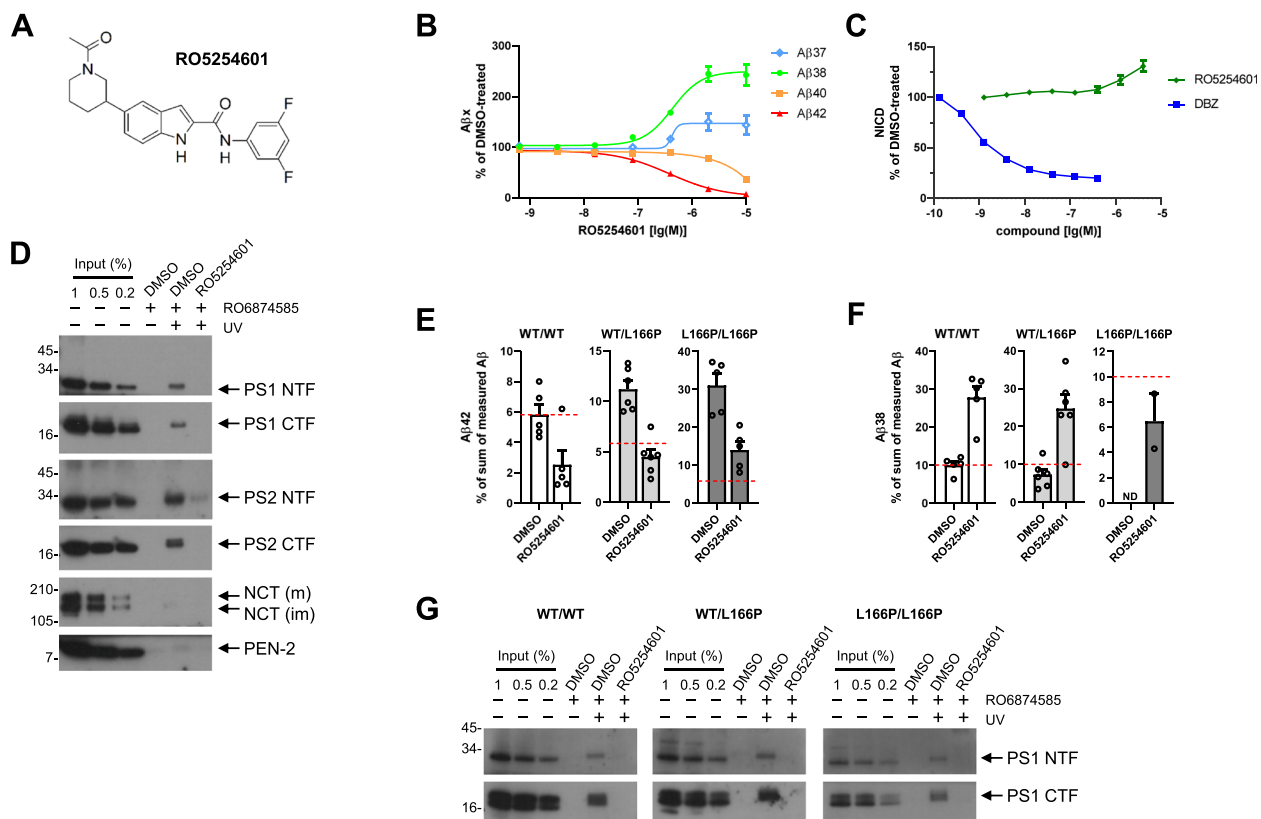 A
RO5254601
O
N
O
N
H
N
H
F
F
B
300
200
100
0
Aβx
% of DMSO-treated
-9
-8
-7
-6
-5
RO5254601 [lg(M)]
Aβ37
Aβ38
Aβ40
Aβ42
C
150
125
100
75
50
25
0
NICD
% of DMSO-treated
-10
-9
-8
-7
-6
-5
compound [lg(M)]
RO5254601
DBZ
D
Input (%)
DMSO
DMSO
RO5254601
1 0.5 0.2
− − − + + + RO6874585
− − − − + + UV
45-
34-
PS1 NTF
16-
PS1 CTF
45-
34-
PS2 NTF
16-
PS2 CTF
210-
105-
NCT (m)
NCT (im)
7-
PEN-2
E
WT/WT
WT/L166P
L166P/L166P
Aβ42
% of sum of measured Aβ
10
8
6
4
2
0
15
10
5
0
40
30
20
10
0
DMSO
RO5254601
DMSO
RO5254601
DMSO
RO5254601
F
WT/WT
WT/L166P
L166P/L166P
Aβ38
% of sum of measured Aβ
40
30
20
10
0
40
30
20
10
0
12
10
8
6
4
2
0
ND
DMSO
RO5254601
DMSO
RO5254601
DMSO
RO5254601
G
WT/WT
WT/L166P
L166P/L166P
Input (%)
DMSO
DMSO
RO5254601
Input (%)
DMSO
DMSO
RO5254601
Input (%)
DMSO
DMSO
RO5254601
1 0.5 0.2 1 0.5 0.2 1 0.5 0.2
− − − + + + − − − + + + − − − + + + RO6874585
− − − − + + − − − − + + − − − − + + UV
45-
34-
PS1 NTF
16-
PS1 CTF